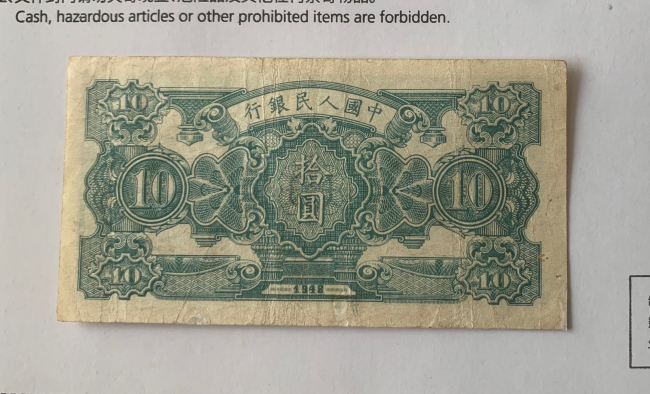 Cash, hazardous articles or other prohibited items are forbidden.
中國人民銀行
10
10
10
拾圓
10
10
10
1948